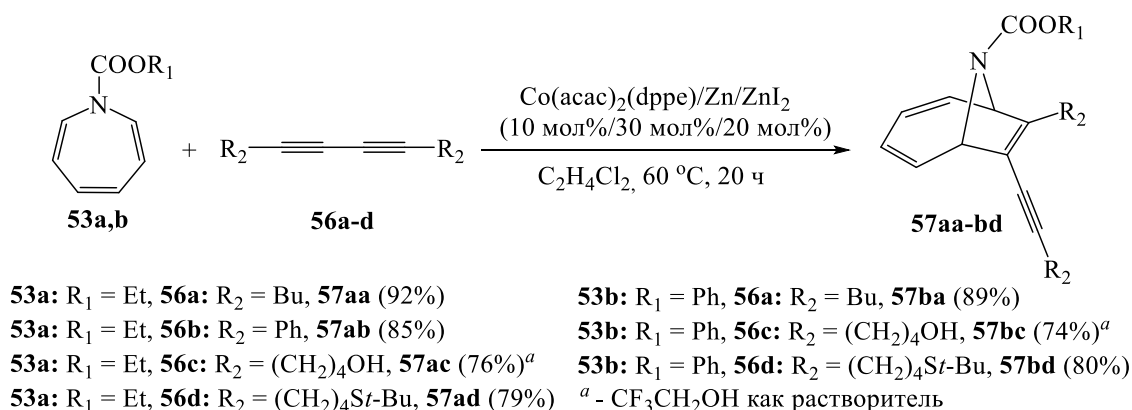 COOR₁
N
53a,b
+
R₂ R₂
56a-d
Co(acac)₂(dppe)/Zn/ZnI₂
(10 мол%/30 мол%/20 мол%)
C₂H₄Cl₂, 60 ᵒC, 20 ч
COOR₁
N
R₂
R₂
57aa-bd
53a: R₁ = Et, 56a: R₂ = Bu, 57aa (92%)
53a: R₁ = Et, 56b: R₂ = Ph, 57ab (85%)
53a: R₁ = Et, 56c: R₂ = (CH₂)₄OH, 57ac (76%)ᵃ
53a: R₁ = Et, 56d: R₂ = (CH₂)₄St-Bu, 57ad (79%)
53b: R₁ = Ph, 56a: R₂ = Bu, 57ba (89%)
53b: R₁ = Ph, 56c: R₂ = (CH₂)₄OH, 57bc (74%)ᵃ
53b: R₁ = Ph, 56d: R₂ = (CH₂)₄St-Bu, 57bd (80%)
ᵃ - CF₃CH₂OH как растворитель